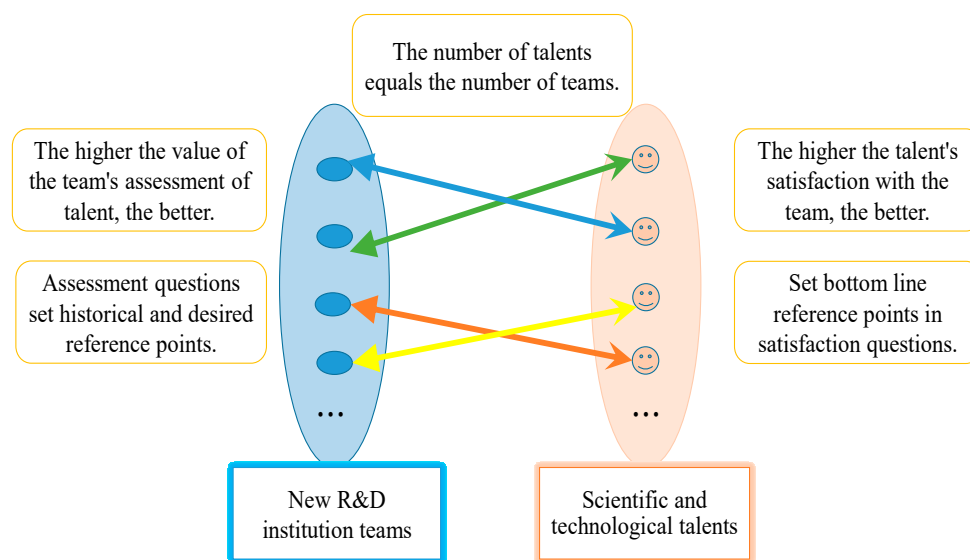 The number of talents
equals the number of teams.
The higher the value of
the team's assessment of
talent, the better.
The higher the talent's
satisfaction with the
team, the better.
Assessment questions
set historical and desired
reference points.
Set bottom line
reference points in
satisfaction questions.
...
...
New R&D
institution teams
Scientific and
technological talents